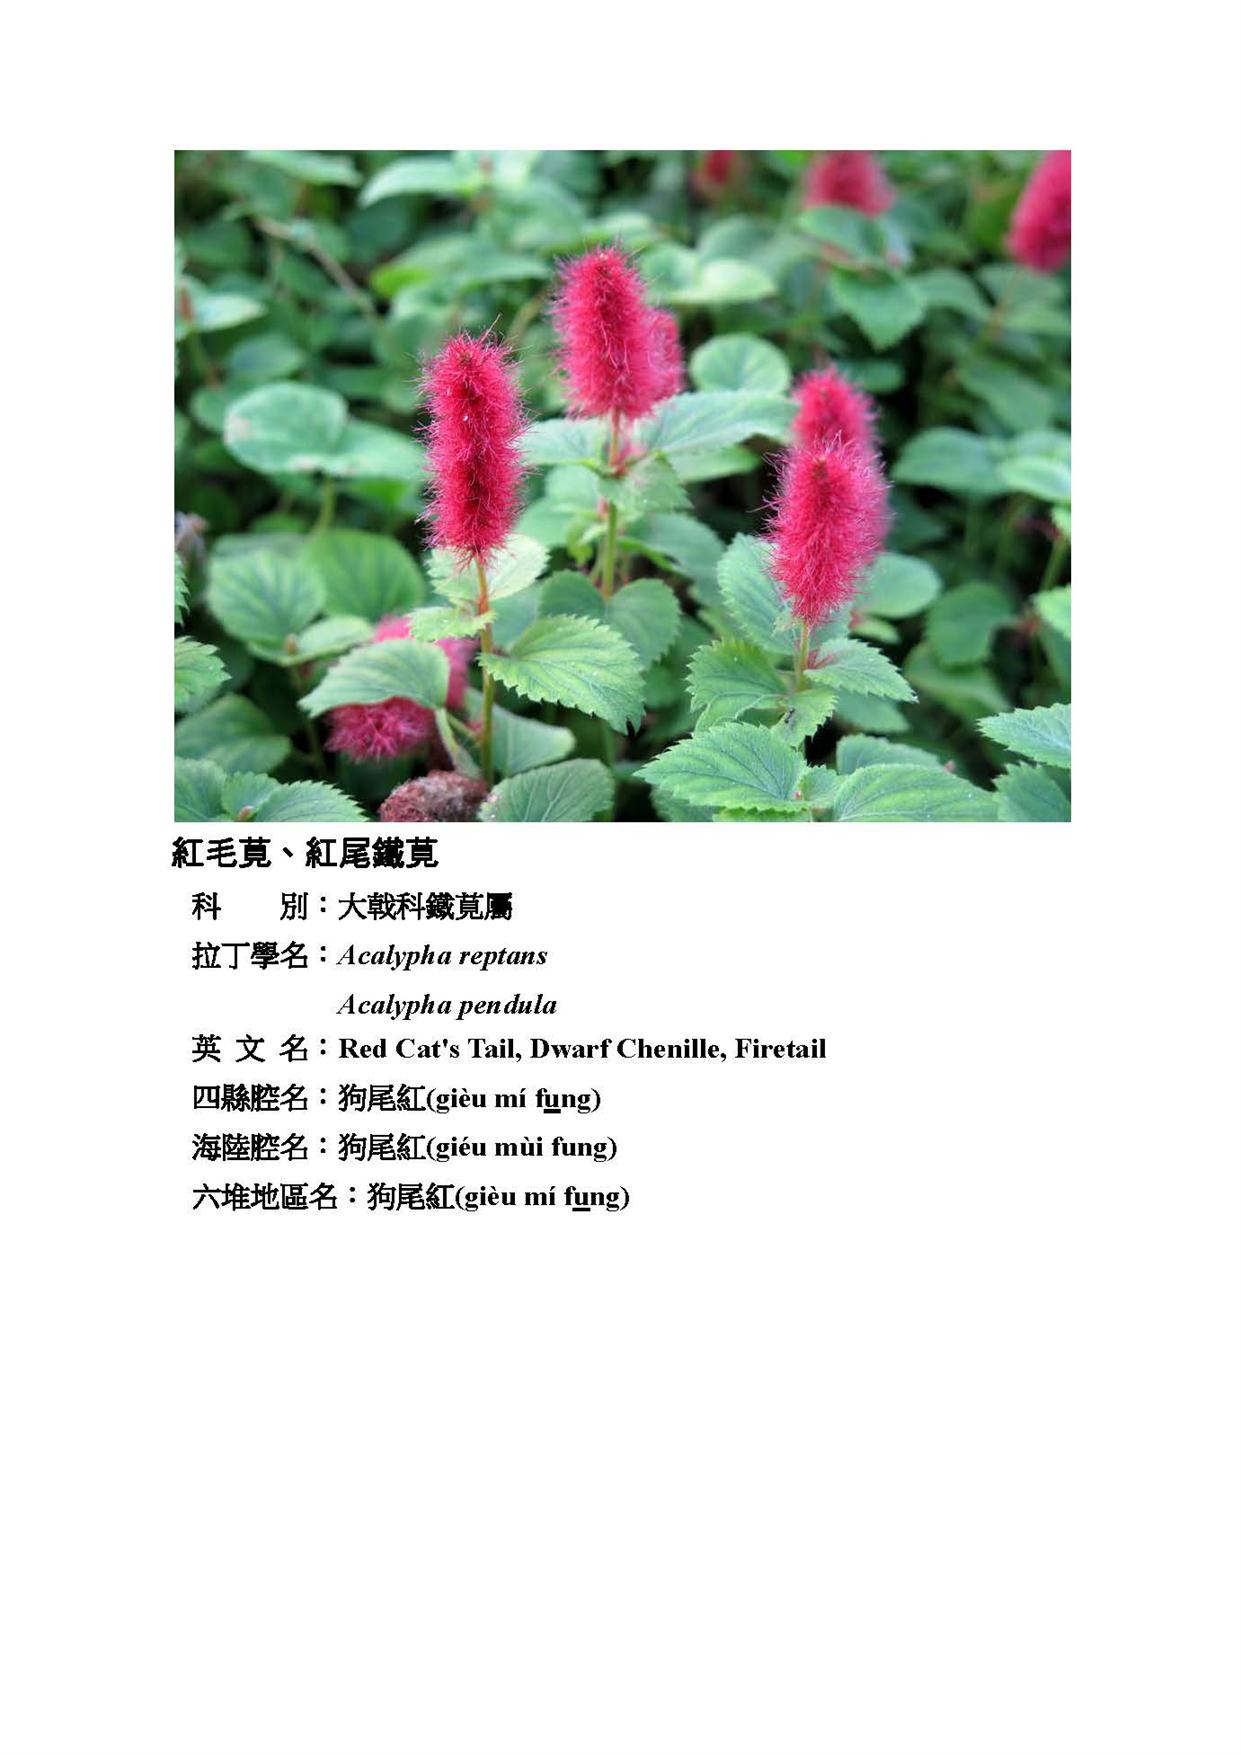 紅毛莧、紅尾鐵莧
科　　別：大戟科鐵莧屬
拉丁學名：Acalypha reptans
Acalypha pendula
英 文 名：Red Cat's Tail, Dwarf Chenille, Firetail
四縣腔名：狗尾紅(gièu mí fung)
海陸腔名：狗尾紅(giéu mùi fung)
六堆地區名：狗尾紅(gièu mí fung)